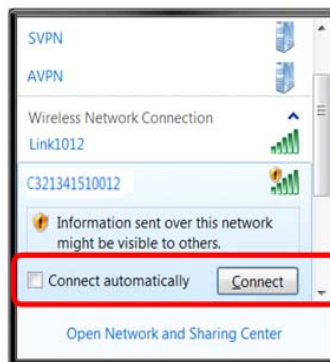 SVPN
AVPN
Wireless Network Connection
Link1012
C321341510012
Information sent over this network
might be visible to others.
Connect automatically
Connect
Open Network and Sharing Center